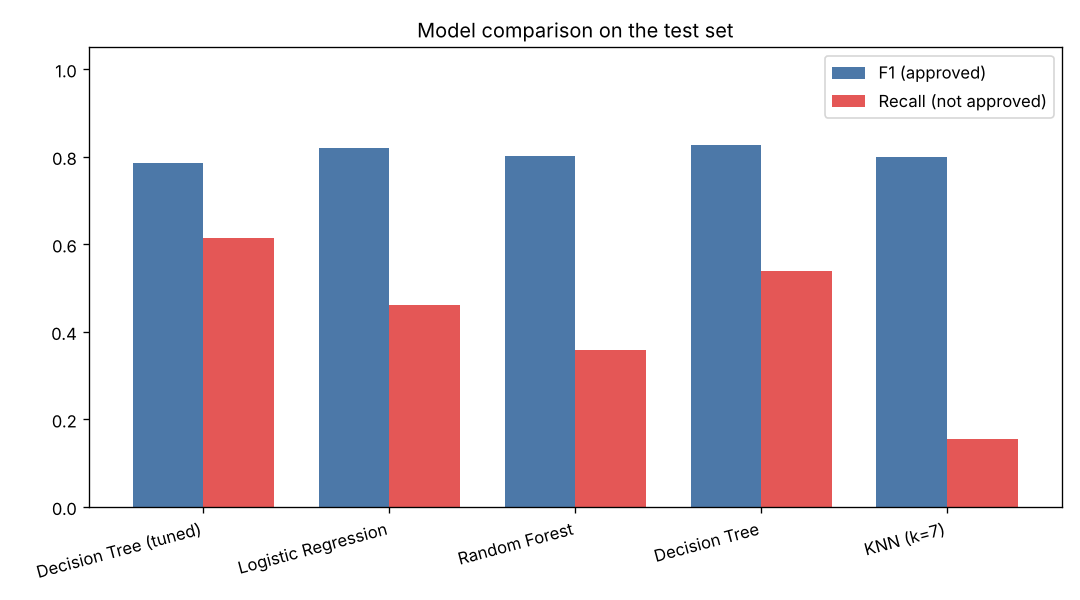 Model comparison on the test set
F1 (approved)
Recall (not approved)
1.0
0.8
0.6
0.4
0.2
0.0
Decision Tree (tuned)
Logistic Regression
Random Forest
Decision Tree
KNN (k=7)